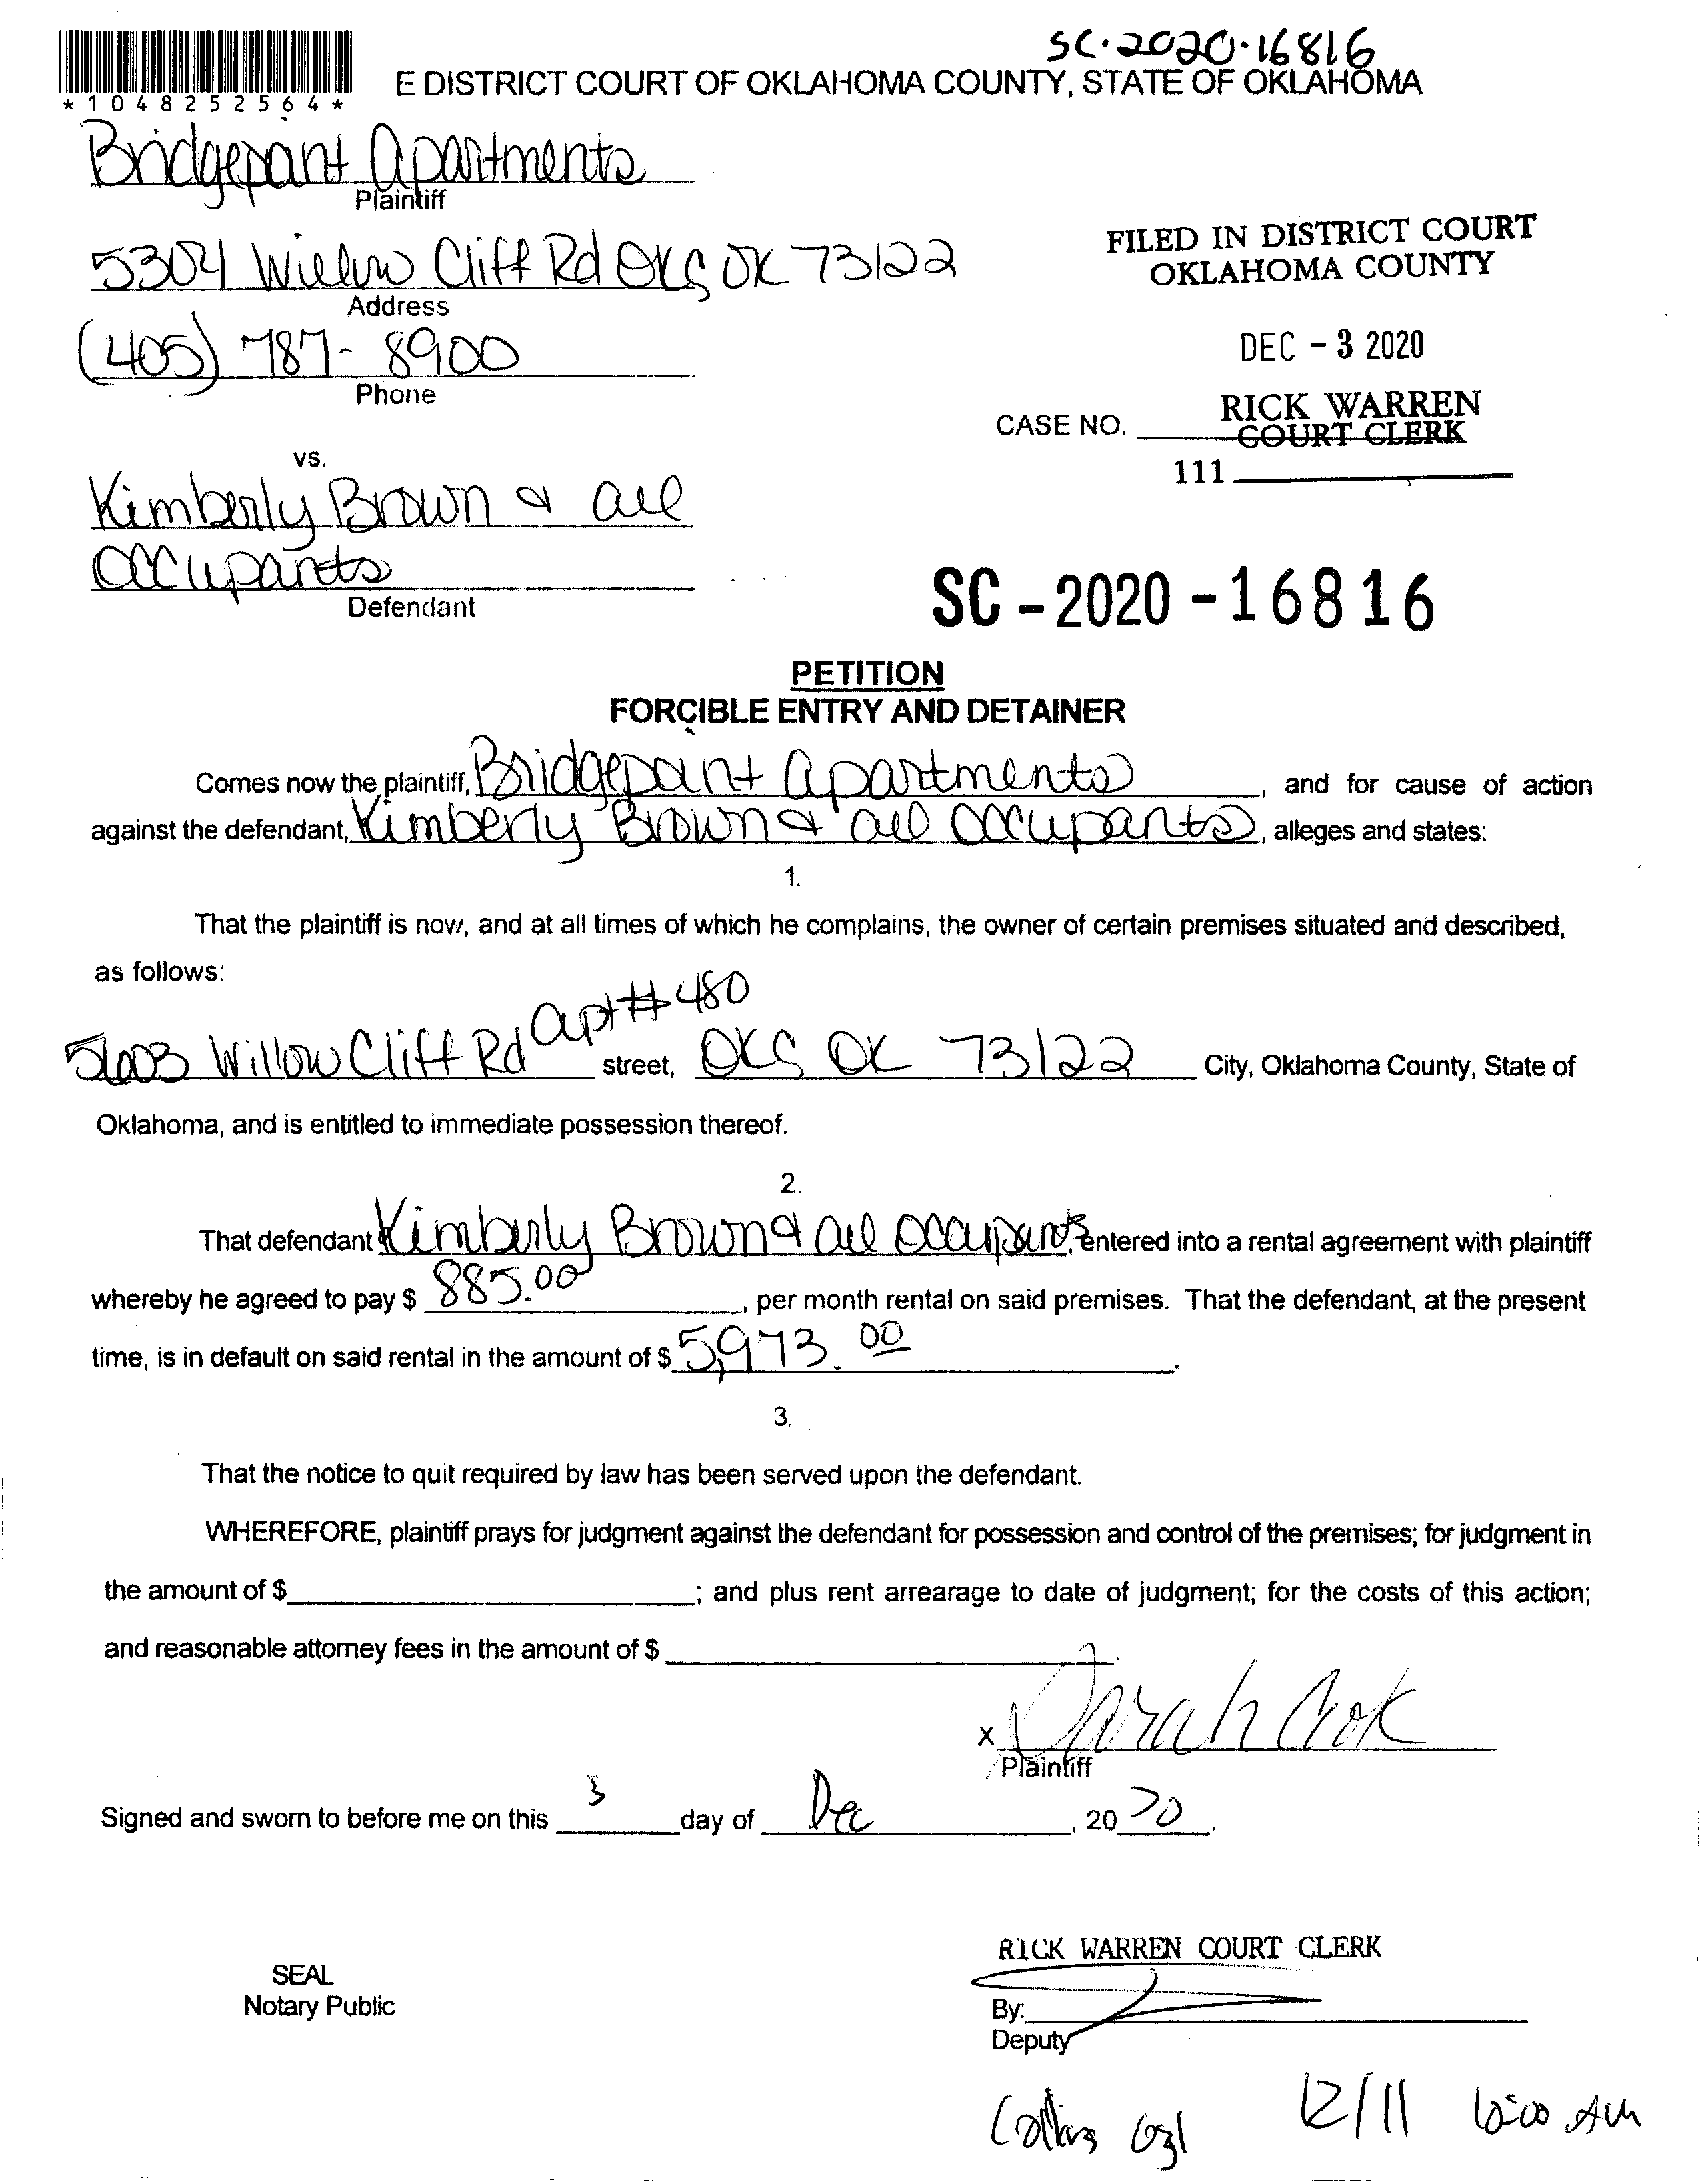 SC-2020-16816
*1048252564*
E DISTRICT COURT OF OKLAHOMA COUNTY, STATE OF OKLAHOMA
Bridgepoint Apartments
Plaintiff
5304 Willow Cliff Rd OKC OK 73122
Address
FILED IN DISTRICT COURT
OKLAHOMA COUNTY
(405) 787-8900
Phone
DEC - 3 2020
RICK WARREN
CASE NO. COURT CLERK
111
vs.
Kimberly Brown & all
Occupants
Defendant
SC-2020-16816
PETITION
FORCIBLE ENTRY AND DETAINER
Comes now the plaintiff, Bridgepoint Apartments, and for cause of action
against the defendant, Kimberly Brown & all occupants, alleges and states:
1.
That the plaintiff is now, and at all times of which he complains, the owner of certain premises situated and described,
as follows:
5603 Willow Cliff Rd apt #480 street, OKC OK 73122 City, Oklahoma County, State of
Oklahoma, and is entitled to immediate possession thereof.
2.
That defendant Kimberly Brown & all occupants, entered into a rental agreement with plaintiff
whereby he agreed to pay $ 885.00, per month rental on said premises. That the defendant, at the present
time, is in default on said rental in the amount of $ 5,973.00.
3.
That the notice to quit required by law has been served upon the defendant.
WHEREFORE, plaintiff prays for judgment against the defendant for possession and control of the premises; for judgment in
the amount of $ ; and plus rent arrearage to date of judgment; for the costs of this action;
and reasonable attorney fees in the amount of $ .
x Sarah Cook
Plaintiff
Signed and sworn to before me on this 3 day of Dec, 2020.
RICK WARREN COURT CLERK
SEAL
Notary Public
By:
Deputy
12/11 10:00 AM